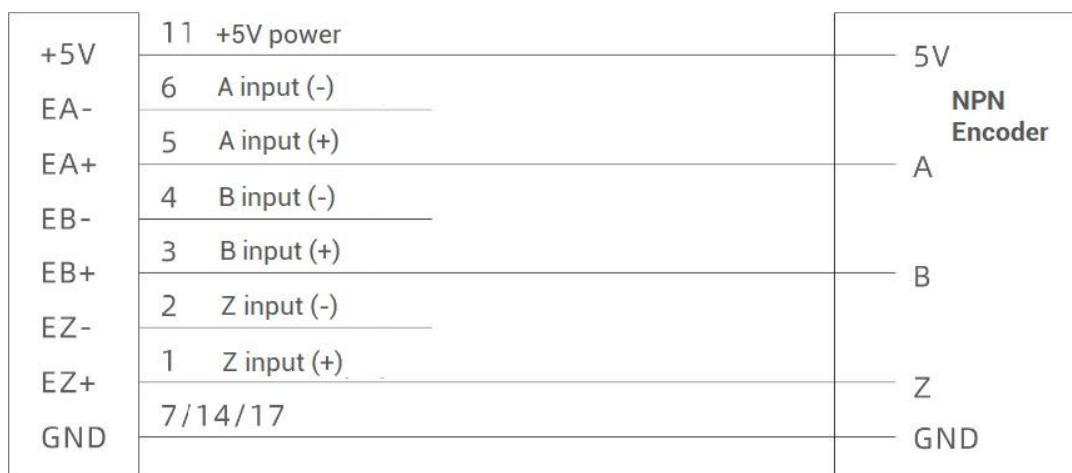 11 +5V power
+5V
5V
6 A input (-)
EA-
NPN
Encoder
5 A input (+)
EA+
A
4 B input (-)
EB-
3 B input (+)
EB+
B
2 Z input (-)
EZ-
1 Z input (+)
EZ+
Z
7/14/17
GND
GND